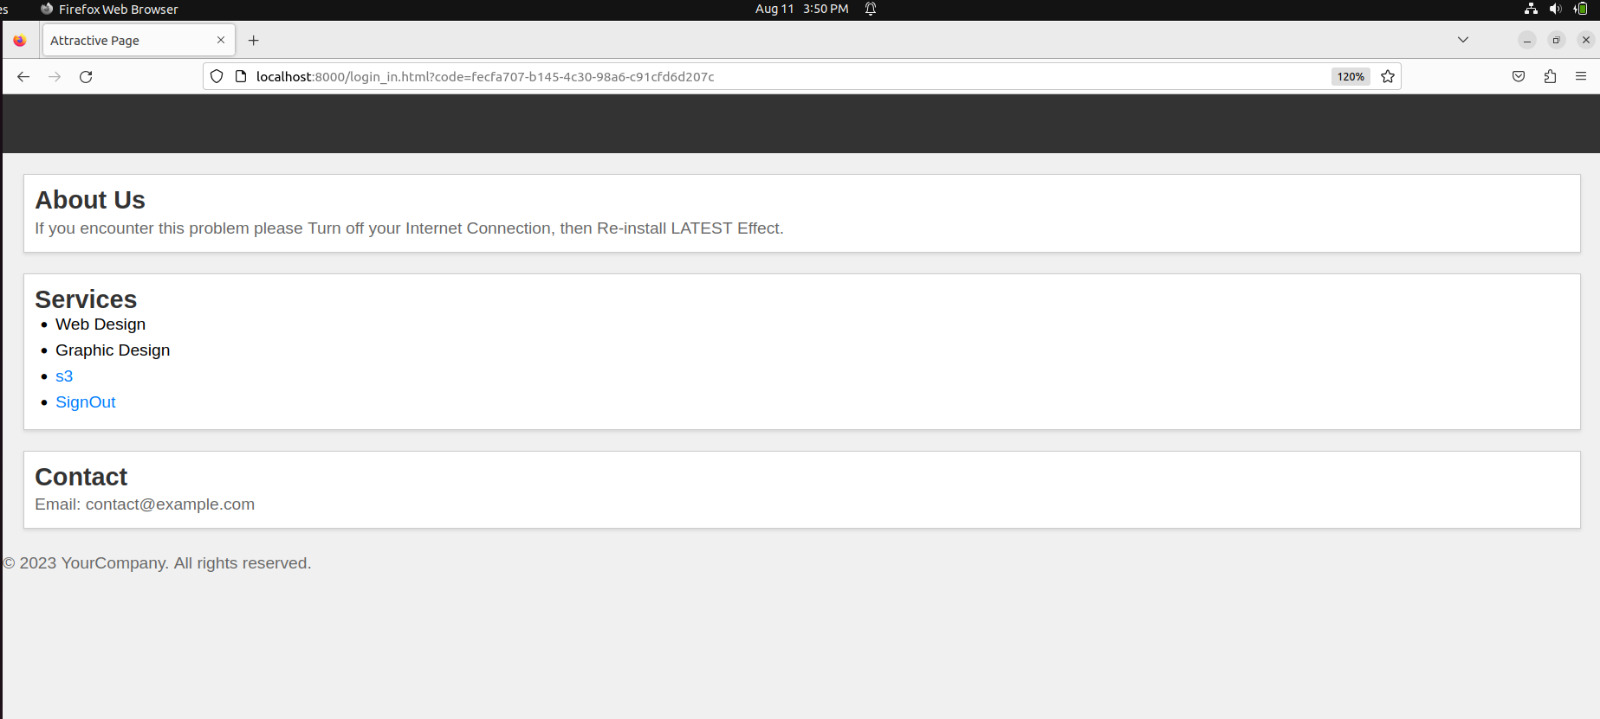 es Firefox Web Browser Aug 11 3:50 PM
Attractive Page
localhost:8000/login_in.html?code=fecfa707-b145-4c30-98a6-c91cfd6d207c 120%
About Us
If you encounter this problem please Turn off your Internet Connection, then Re-install LATEST Effect.
Services
Web Design
Graphic Design
s3
SignOut
Contact
Email: contact@example.com
© 2023 YourCompany. All rights reserved.